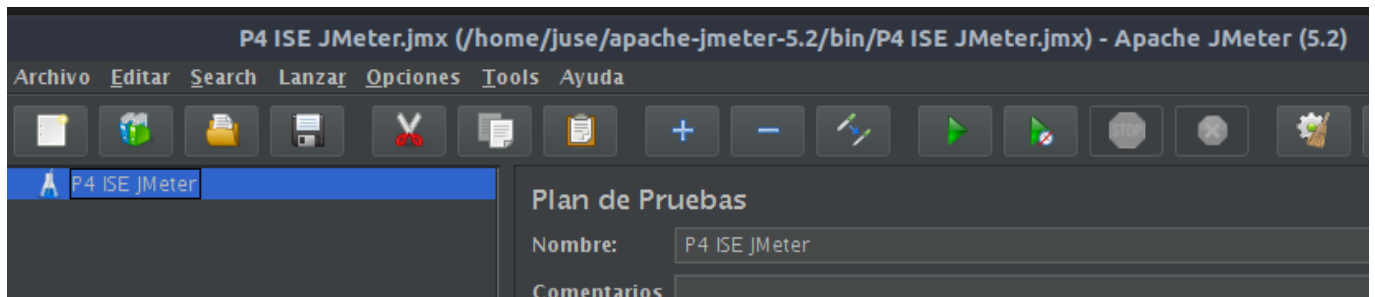 P4 ISE JMeter.jmx (/home/juse/apache-jmeter-5.2/bin/P4 ISE JMeter.jmx) - Apache JMeter (5.2)
Archivo Editar Search Lanzar Opciones Tools Ayuda
STOP
P4 ISE JMeter
Plan de Pruebas
Nombre: P4 ISE JMeter
Comentarios